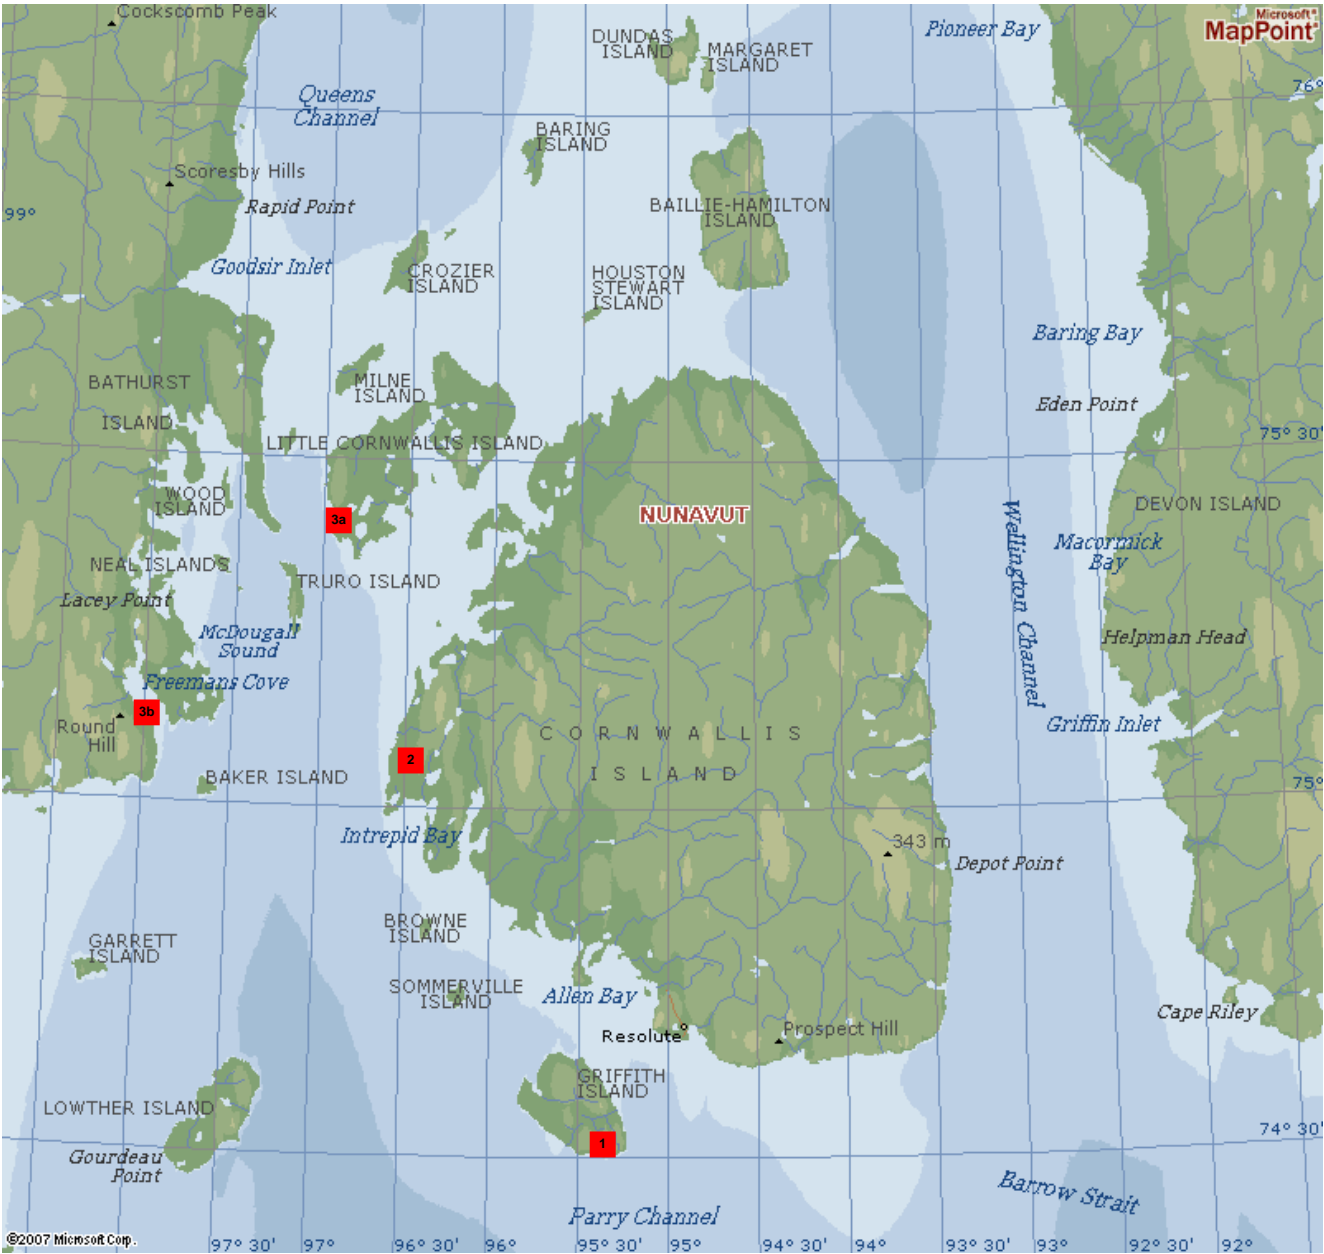 Cockscomb Peak
DUNDAS
ISLAND
MARGARET
ISLAND
Pioneer Bay
Microsoft®
MapPoint®
76°
Queens
Channel
BARING
ISLAND
Scoresby Hills
99°
Rapid Point
BAILLIE-HAMILTON
ISLAND
Goodsir Inlet
CROZIER
ISLAND
HOUSTON
STEWART
ISLAND
Baring Bay
BATHURST
ISLAND
MILNE
ISLAND
Eden Point
LITTLE CORNWALLIS ISLAND
75° 30'
WOOD
ISLAND
3a
NUNAVUT
DEVON ISLAND
Wellington Channel
Macormick
Bay
NEAL ISLANDS
TRURO ISLAND
Lacey Point
McDougall
Sound
Helpman Head
Freemans Cove
3b
Round
Hill
2
CORNWALLIS
ISLAND
Griffin Inlet
BAKER ISLAND
75°
Intrepid Bay
343 m
Depot Point
BROWNE
ISLAND
GARRETT
ISLAND
SOMMERVILLE
ISLAND
Allen Bay
Cape Riley
Resolute
Prospect Hill
GRIFFITH
ISLAND
LOWTHER ISLAND
1
74° 30'
Gourdeau
Point
Barrow Strait
Parry Channel
©2007 Microsoft Corp.
97° 30'
97°
96° 30'
96°
95° 30'
95°
94° 30'
94°
93° 30'
93°
92° 30'
92°